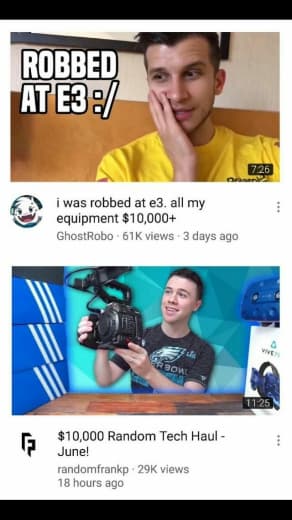 ROBBED
AT E3 :/
7:26
i was robbed at e3. all my
equipment $10,000+
GhostRobo · 61K views · 3 days ago
VIVE
11:25
$10,000 Random Tech Haul -
June!
randomfrankp · 29K views
18 hours ago